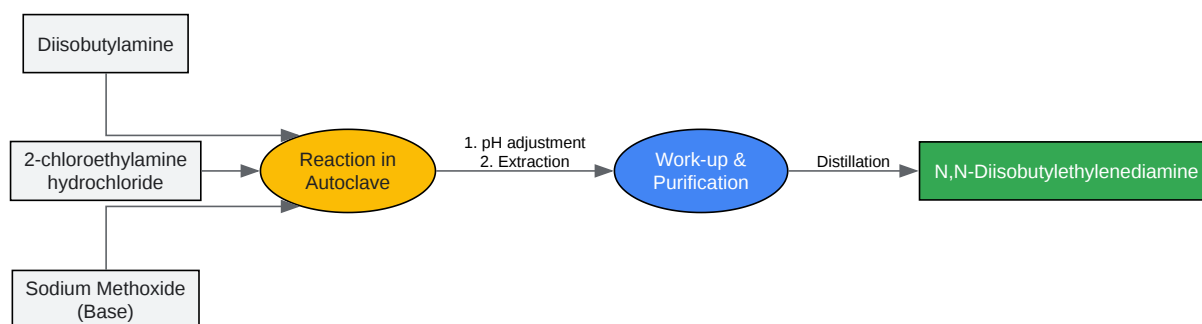 Diisobutylamine
2-chloroethylamine
hydrochloride
Sodium Methoxide
(Base)
Reaction in
Autoclave
1. pH adjustment
2. Extraction
Work-up &
Purification
Distillation
N,N-Diisobutylethylenediamine